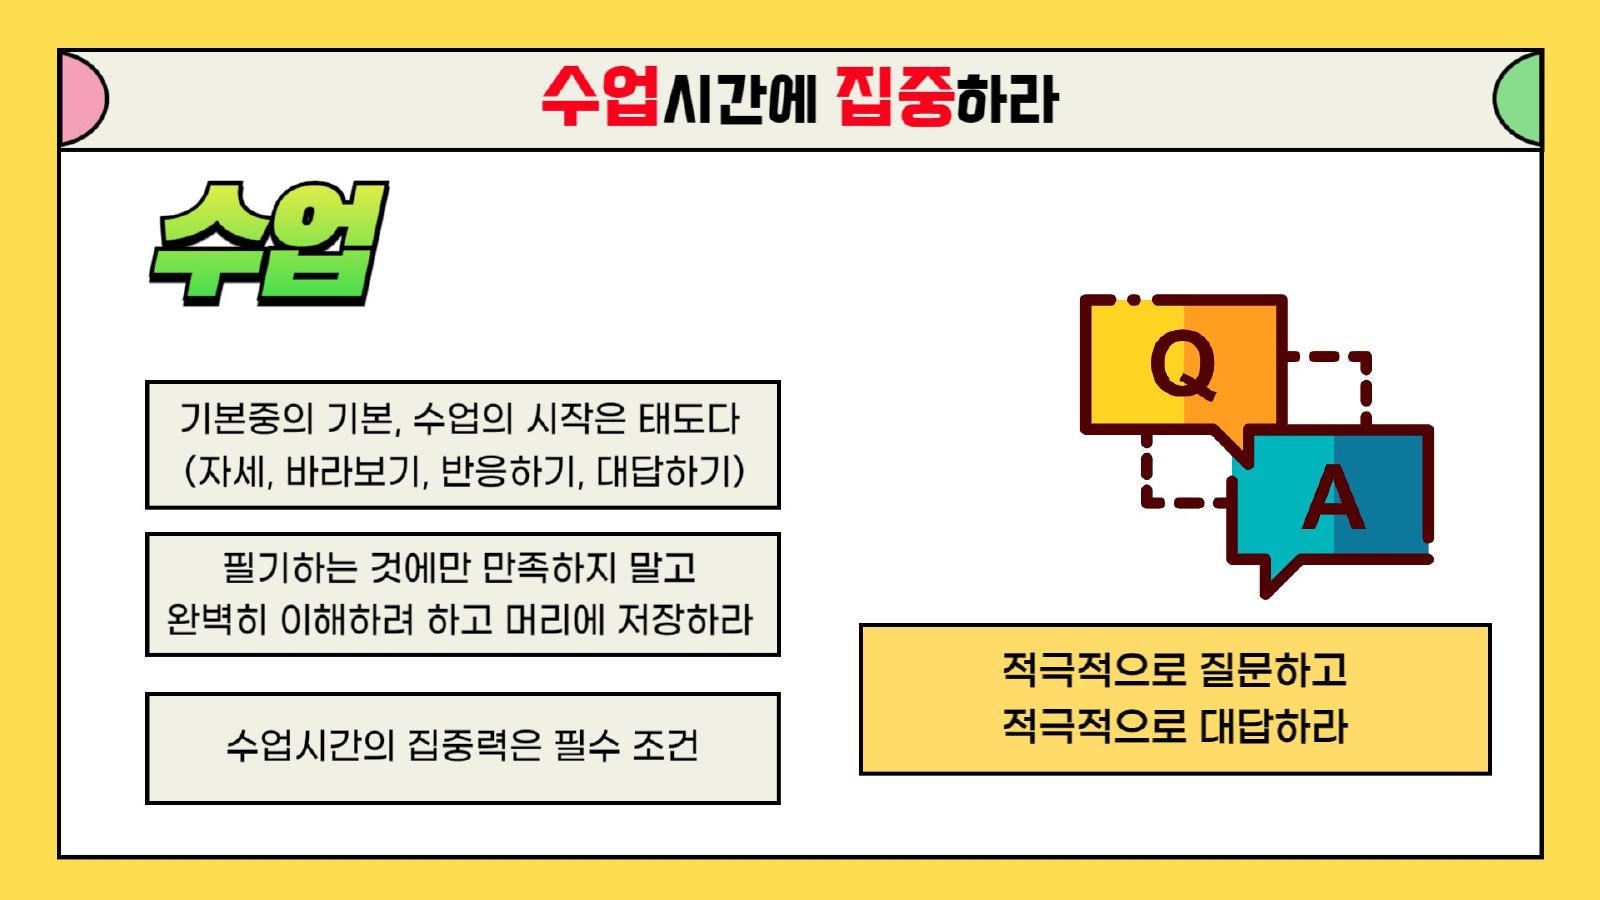 수업시간에 집중하라
수업
기본중의 기본, 수업의 시작은 태도다
(자세, 바라보기, 반응하기, 대답하기)
필기하는 것에만 만족하지 말고
완벽히 이해하려 하고 머리에 저장하라
수업시간의 집중력은 필수 조건
Q
A
적극적으로 질문하고
적극적으로 대답하라